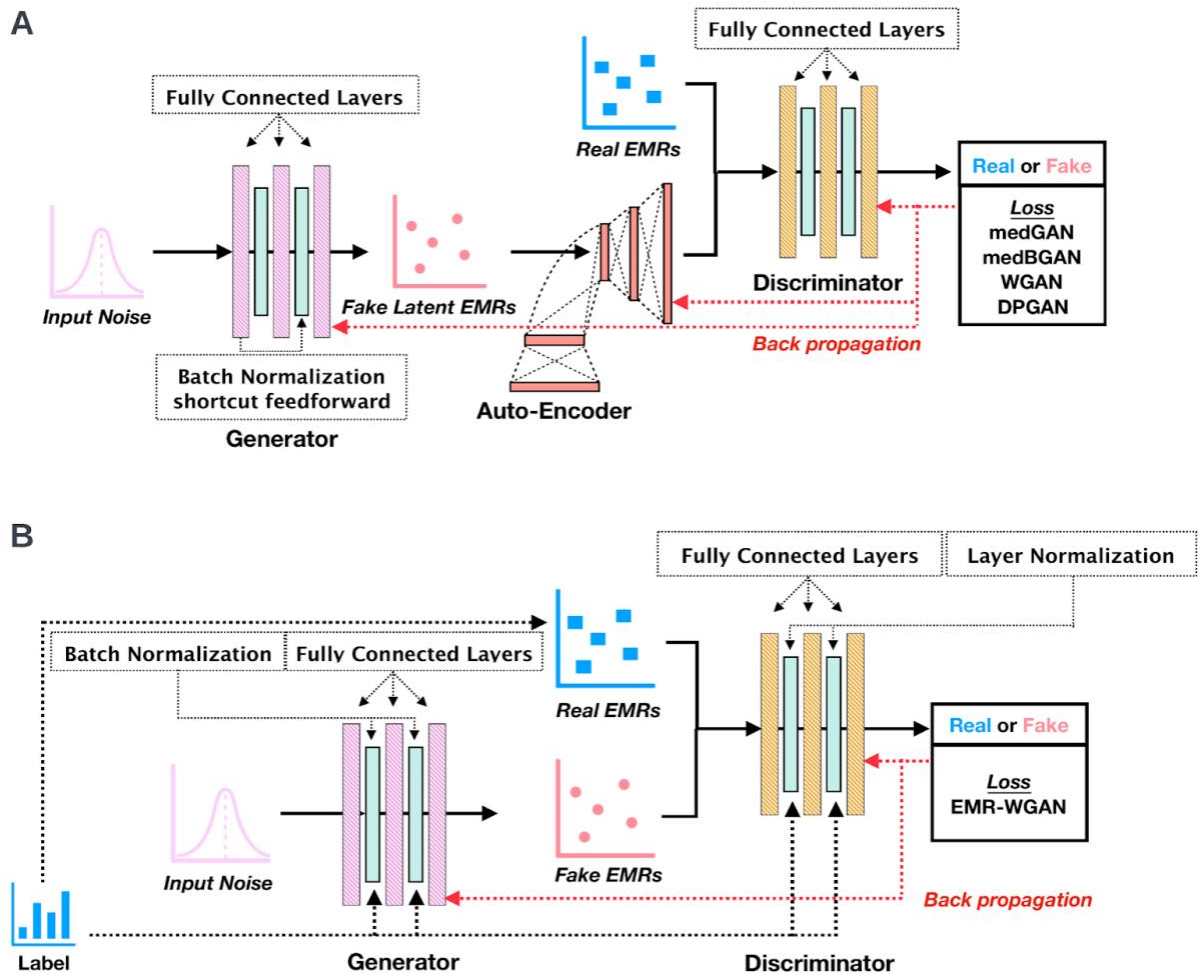 A
Fully Connected Layers
Fully Connected Layers
Real EMRs
Real or Fake
Loss
medGAN
medBGAN
WGAN
DPGAN
Input Noise
Fake Latent EMRs
Discriminator
Back propagation
Batch Normalization
shortcut feedforward
Auto-Encoder
Generator
B
Fully Connected Layers
Layer Normalization
Batch Normalization
Fully Connected Layers
Real EMRs
Real or Fake
Loss
EMR-WGAN
Input Noise
Fake EMRs
Back propagation
Label
Generator
Discriminator